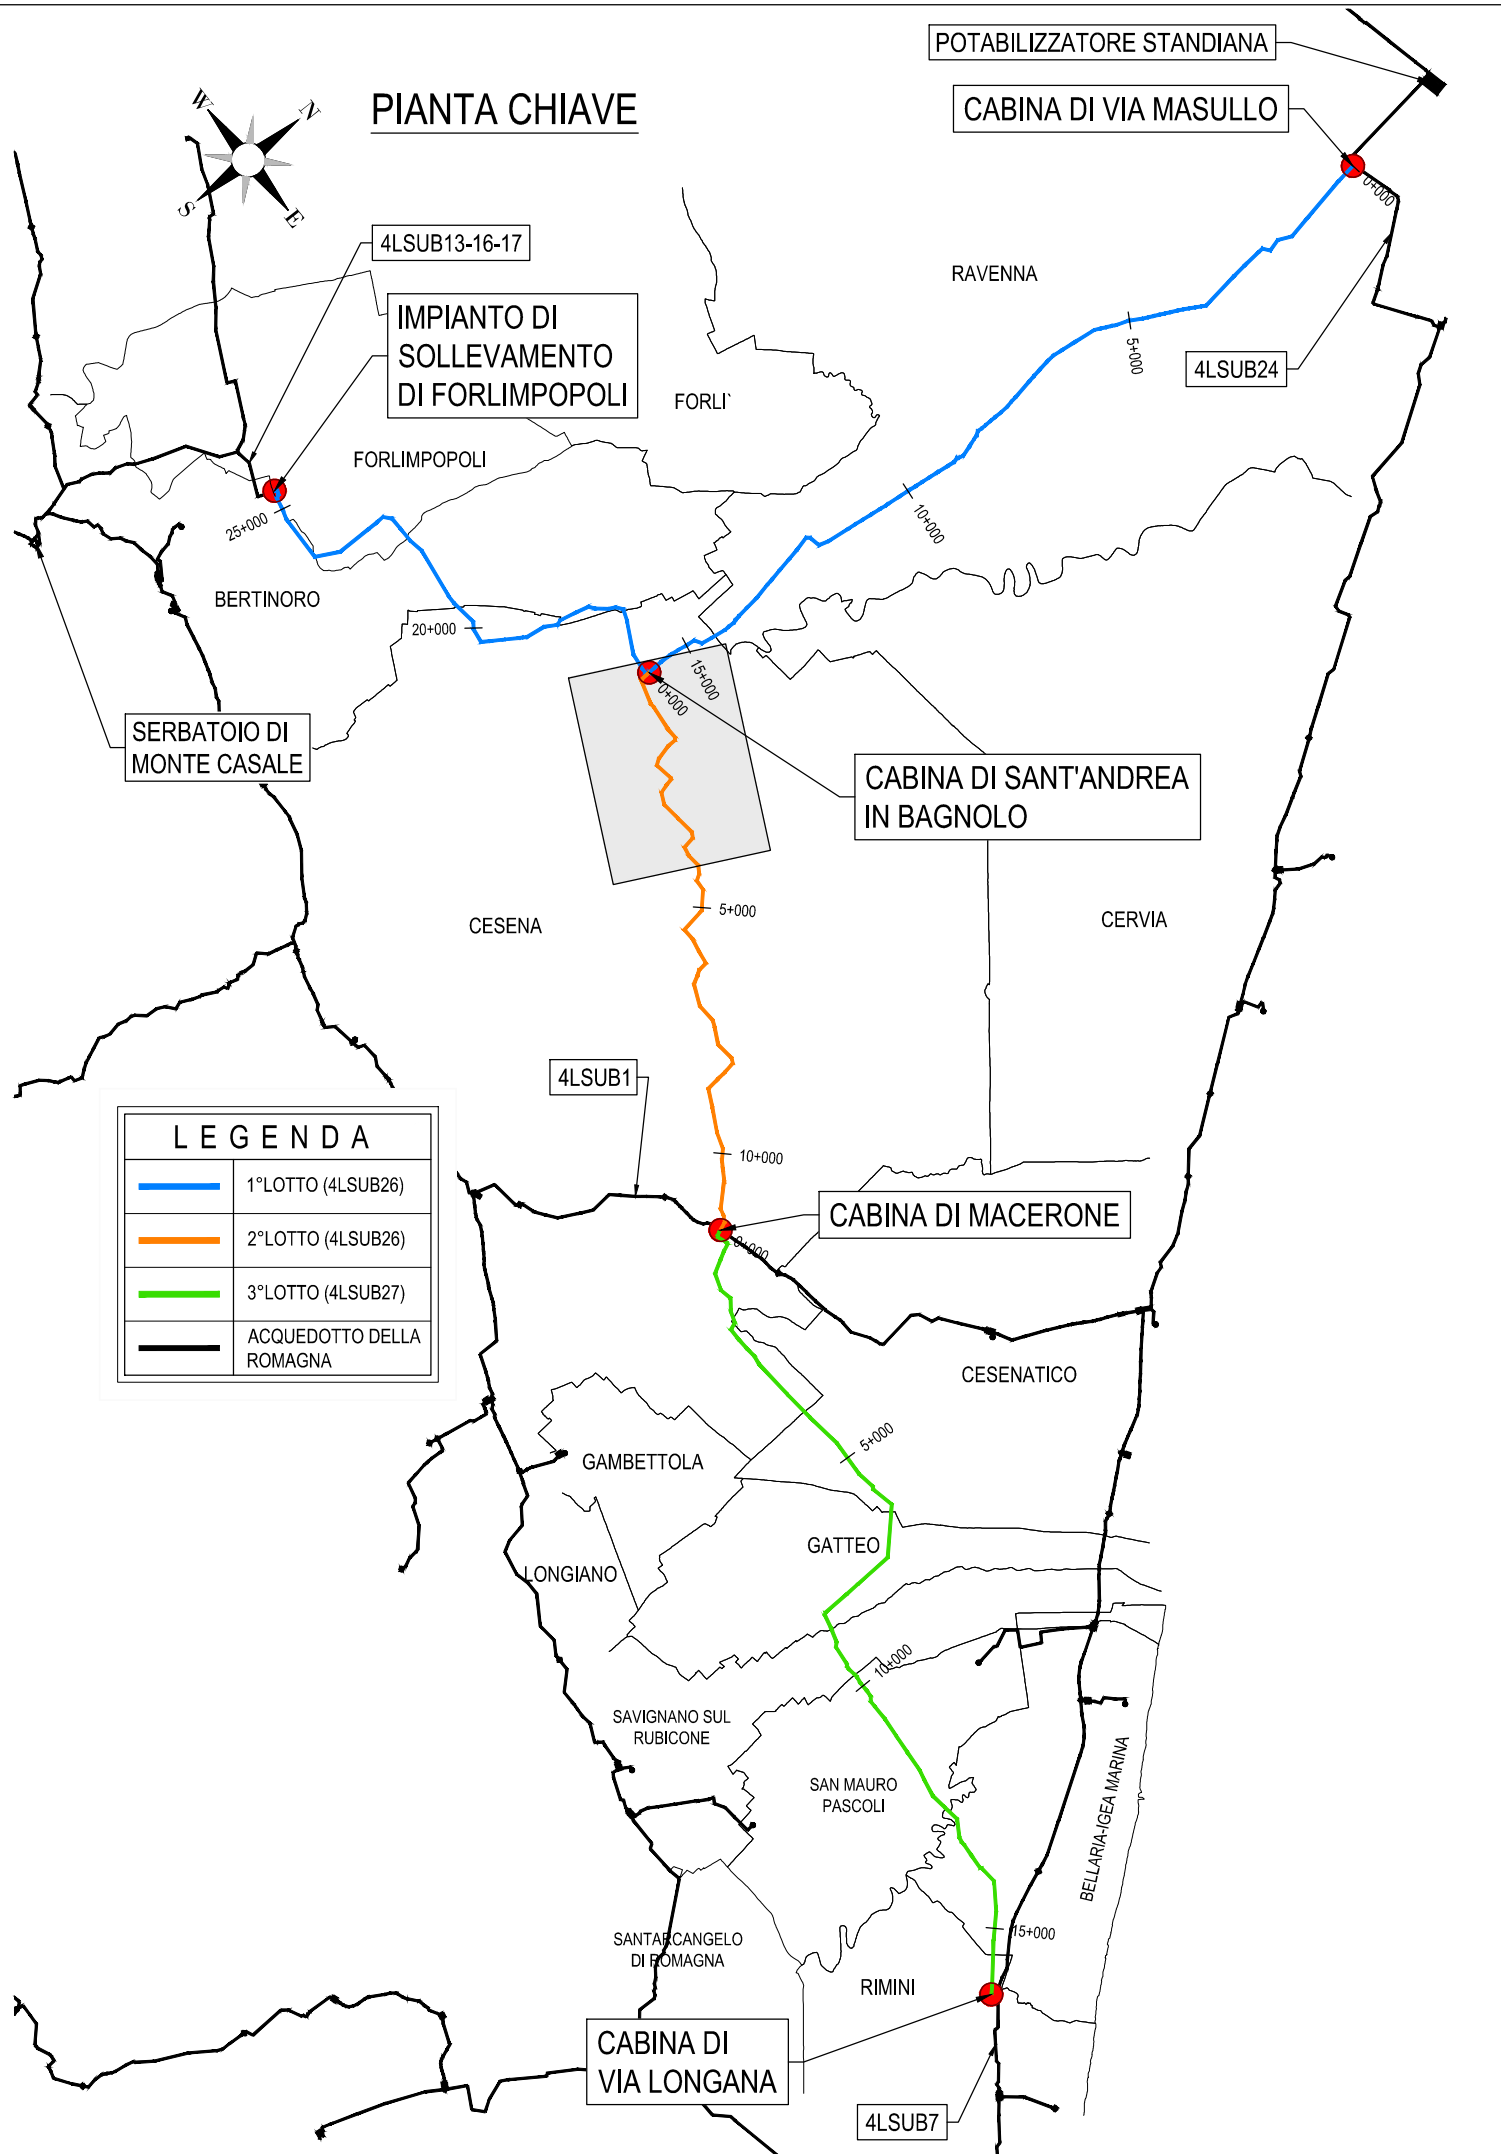 POTABILIZZATORE STANDIANA
PIANTA CHIAVE
CABINA DI VIA MASULLO
W
N
S
E
0+000
4LSUB13-16-17
RAVENNA
IMPIANTO DI
SOLLEVAMENTO
DI FORLIMPOPOLI
5+000
4LSUB24
FORLI`
FORLIMPOPOLI
25+000
10+000
BERTINORO
20+000
15+000
0+000
SERBATOIO DI
MONTE CASALE
CABINA DI SANT'ANDREA
IN BAGNOLO
5+000
CESENA
CERVIA
4LSUB1
LEGENDA
1°LOTTO (4LSUB26)
2°LOTTO (4LSUB26)
3°LOTTO (4LSUB27)
ACQUEDOTTO DELLA
ROMAGNA
10+000
CABINA DI MACERONE
0+000
CESENATICO
5+000
GAMBETTOLA
GATTEO
LONGIANO
10+000
SAVIGNANO SUL
RUBICONE
SAN MAURO
PASCOLI
BELLARIA-IGEA MARINA
15+000
SANTARCANGELO
DI ROMAGNA
RIMINI
CABINA DI
VIA LONGANA
4LSUB7